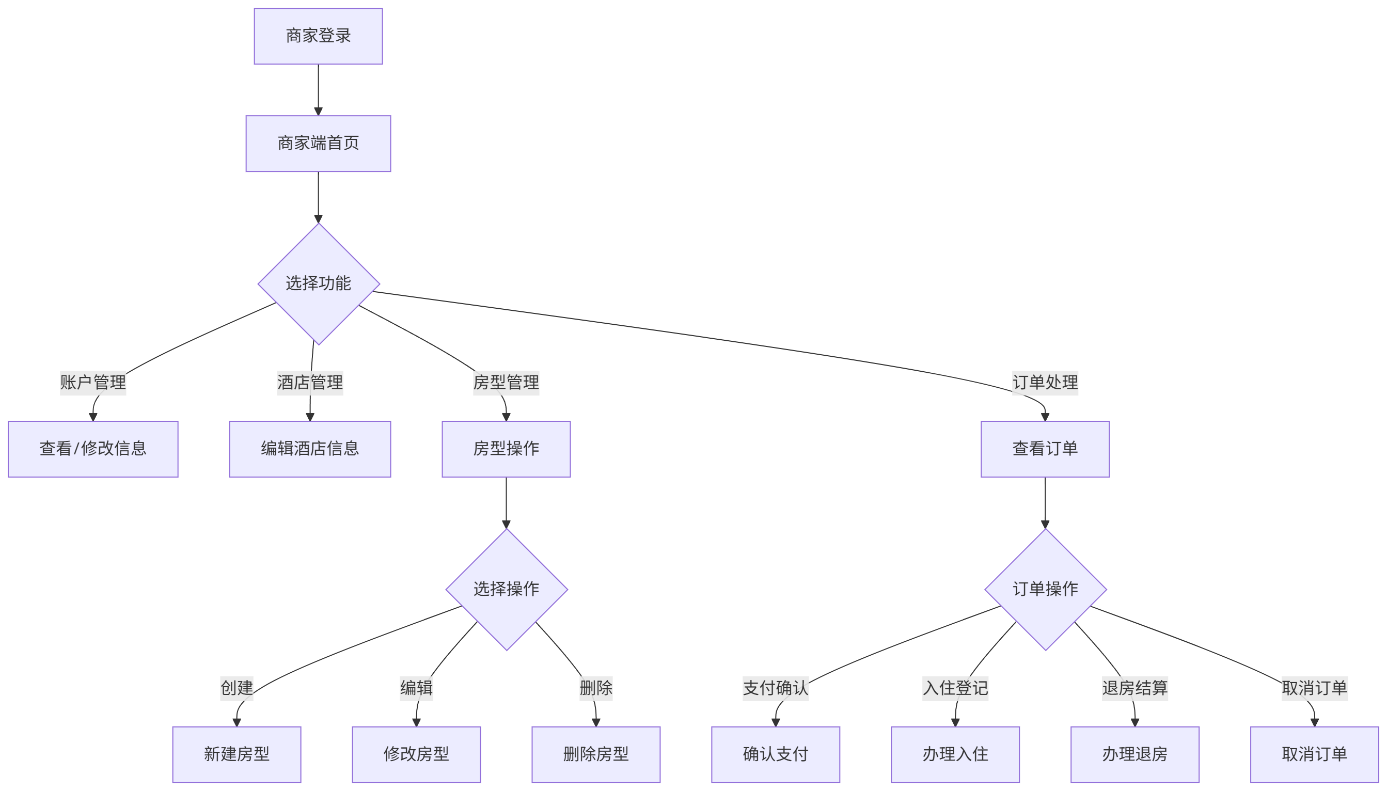 商家登录
商家端首页
选择功能
账户管理
酒店管理
房型管理
订单处理
查看/修改信息
编辑酒店信息
房型操作
查看订单
选择操作
订单操作
创建
编辑
删除
支付确认
入住登记
退房结算
取消订单
新建房型
修改房型
删除房型
确认支付
办理入住
办理退房
取消订单